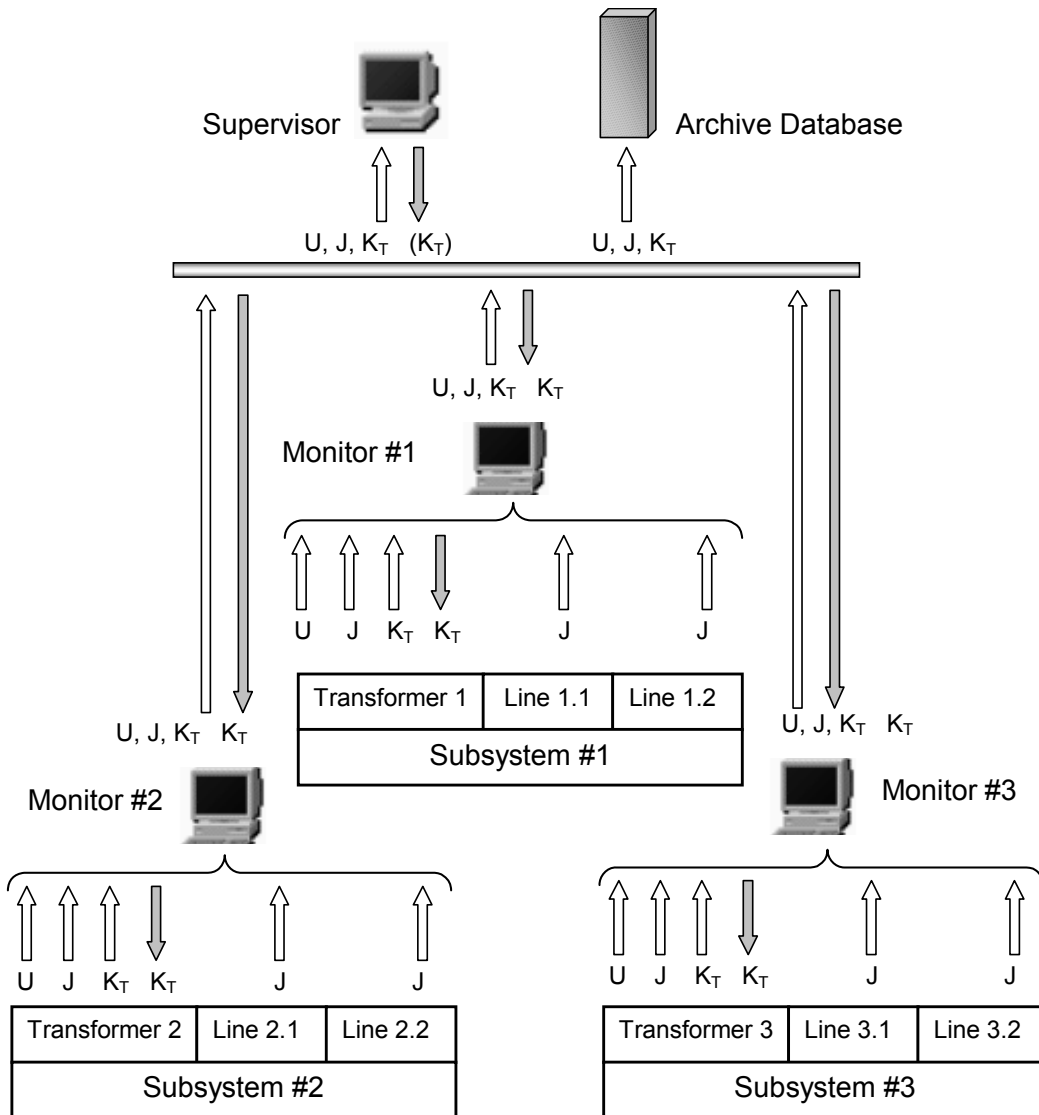 Supervisor
Archive Database
U, J, K_T (K_T)
U, J, K_T
U, J, K_T K_T
Monitor #1
U J K_T K_T J J
Transformer 1 Line 1.1 Line 1.2
Subsystem #1
U, J, K_T K_T
U, J, K_T K_T
Monitor #2
Monitor #3
U J K_T K_T J J
Transformer 2 Line 2.1 Line 2.2
Subsystem #2
U J K_T K_T J J
Transformer 3 Line 3.1 Line 3.2
Subsystem #3